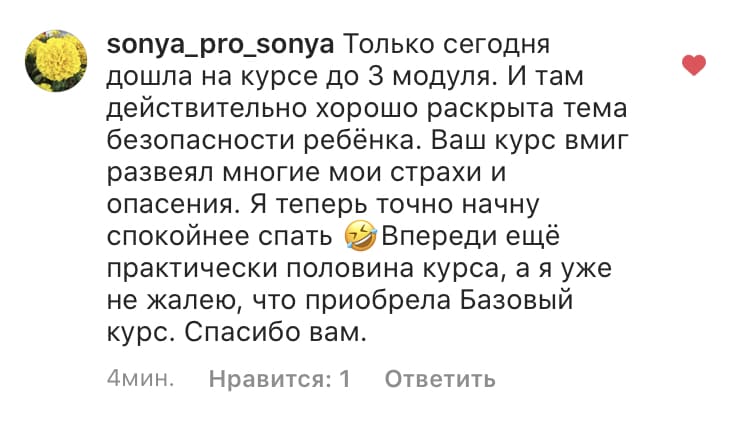 sonya_pro_sonya Только сегодня
дошла на курсе до 3 модуля. И там
действительно хорошо раскрыта тема
безопасности ребёнка. Ваш курс вмиг
развеял многие мои страхи и
опасения. Я теперь точно начну
спокойнее спать 🤣Впереди ещё
практически половина курса, а я уже
не жалею, что приобрела Базовый
курс. Спасибо вам.
4мин. Нравится: 1 Ответить